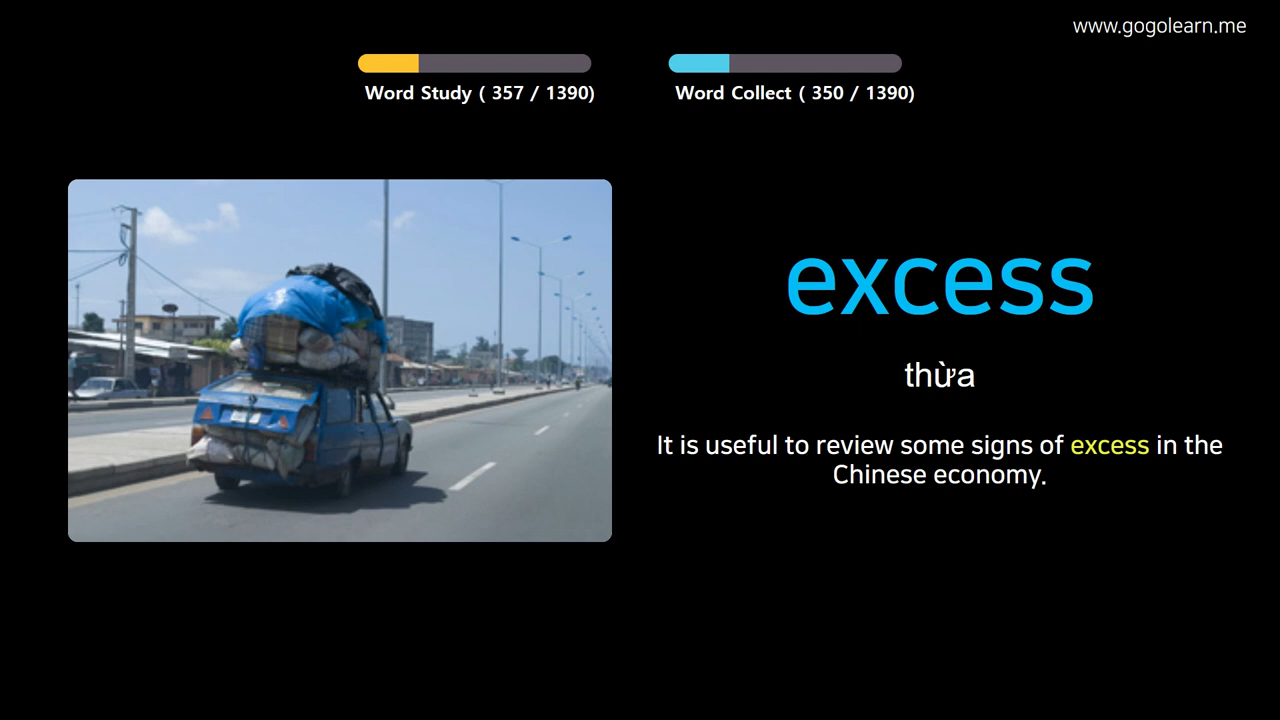 www.gogolearn.me
Word Study ( 357 / 1390)
Word Collect ( 350 / 1390)
excess
thừa
It is useful to review some signs of excess in the
Chinese economy.